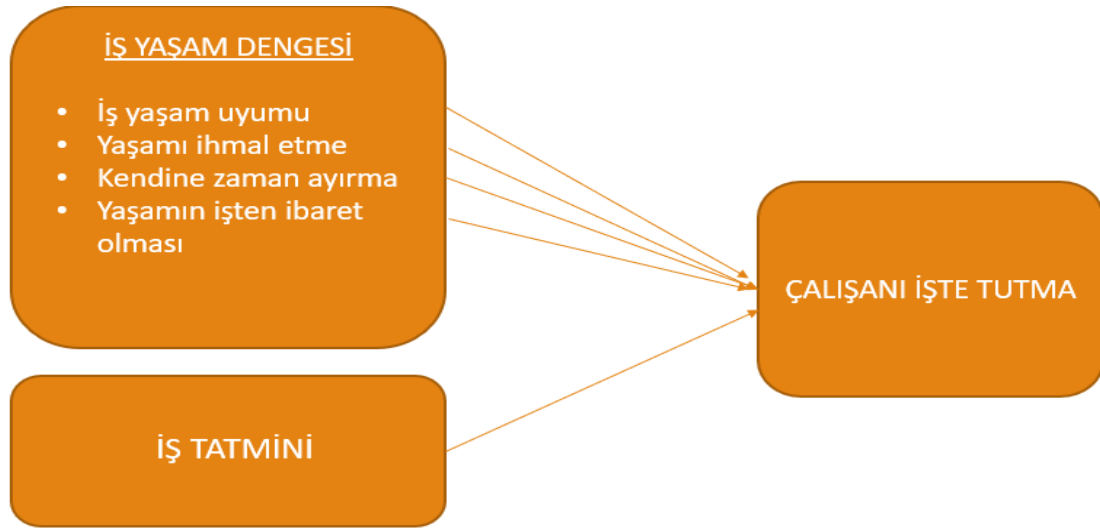 İŞ YAŞAM DENGESİ
• İş yaşam uyumu
• Yaşamı ihmal etme
• Kendine zaman ayırma
• Yaşamın işten ibaret
olması
ÇALIŞANI İŞTE TUTMA
İŞ TATMİNİ